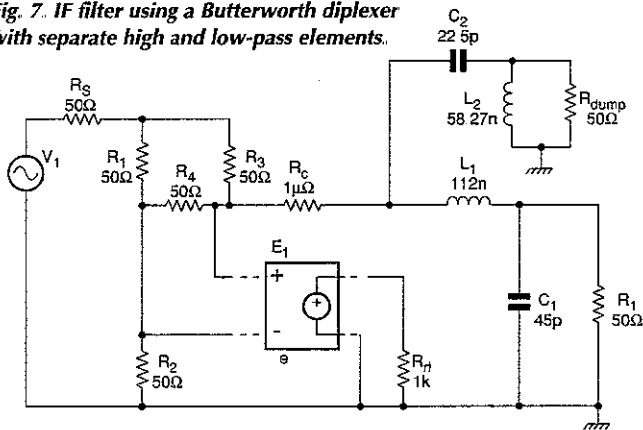 Fig. 7. IF filter using a Butterworth diplexer
with separate high and low-pass elements.
C2
22 5p
RS
50Ω
L2
58.27n
Rdump
50Ω
V1
R1
50Ω
R4
50Ω
R3
50Ω
Rc
1μΩ
L1
112n
E1
+
+
-
e
C1
45p
R1
50Ω
R2
50Ω
Rrl
1k